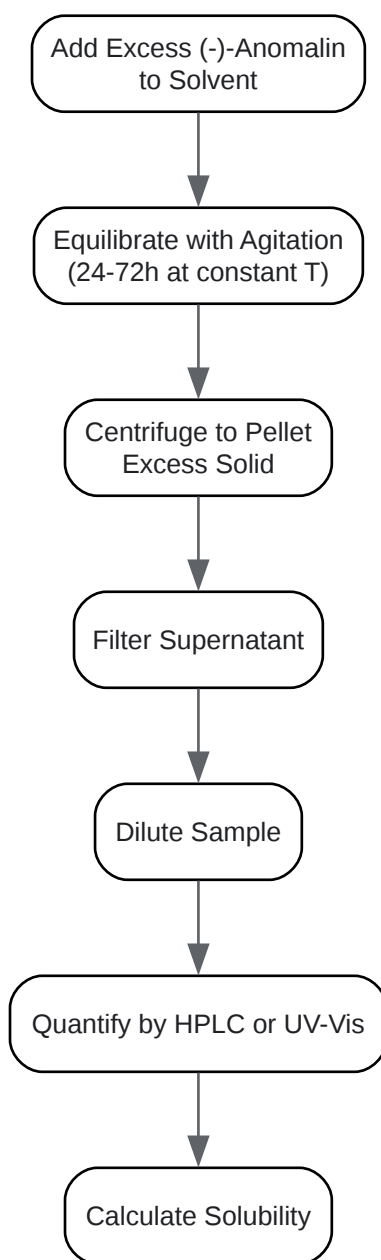 Add Excess (-)-Anomalin
to Solvent
Equilibrate with Agitation
(24-72h at constant T)
Centrifuge to Pellet
Excess Solid
Filter Supernatant
Dilute Sample
Quantify by HPLC or UV-Vis
Calculate Solubility